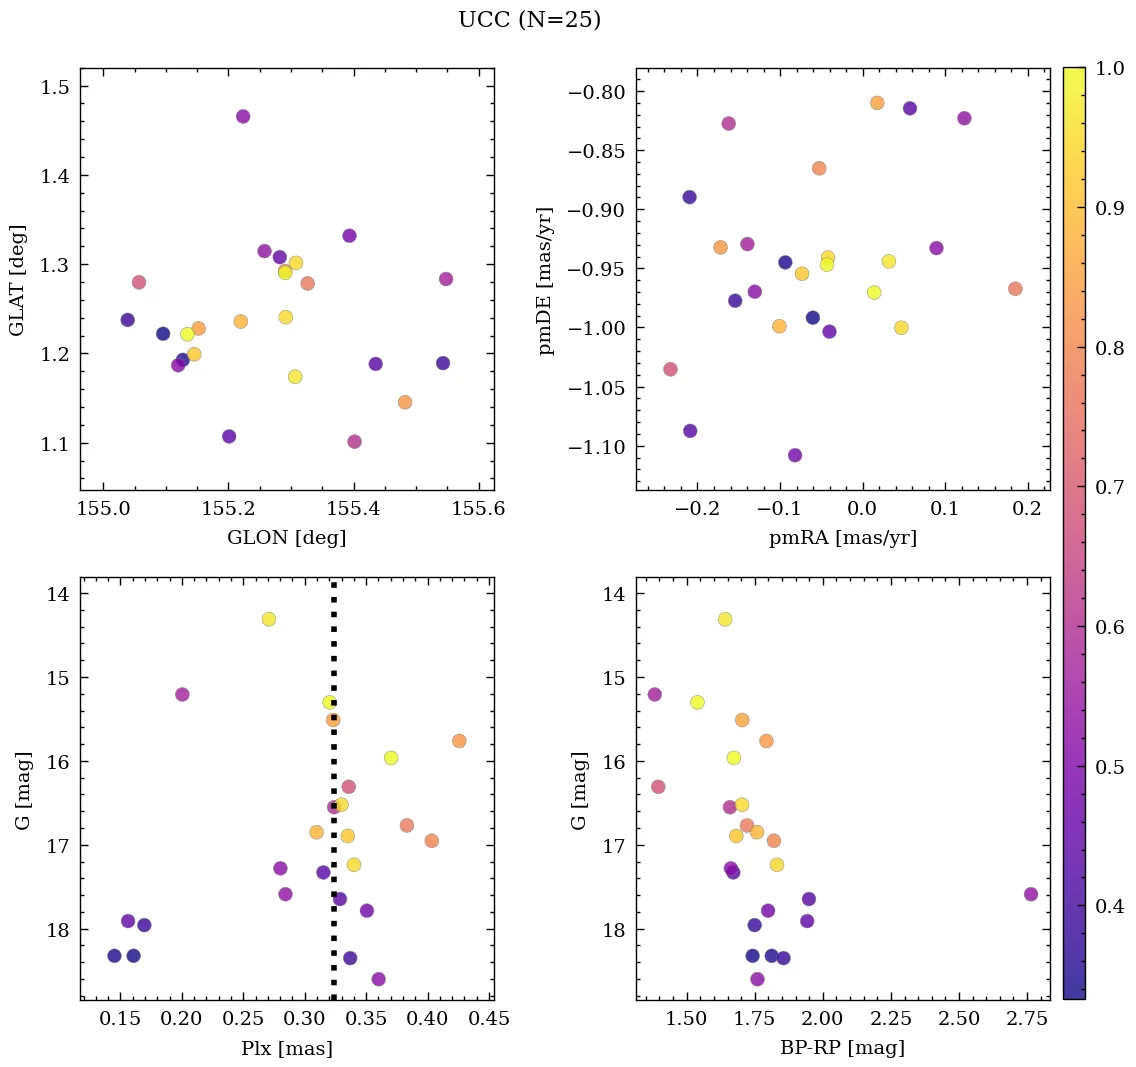 UCC (N=25)
1.5
1.4
1.3
1.2
1.1
GLAT [deg]
155.0 155.2 155.4 155.6
GLON [deg]
−0.80
−0.85
−0.90
−0.95
−1.00
−1.05
−1.10
pmDE [mas/yr]
−0.2 −0.1 0.0 0.1 0.2
pmRA [mas/yr]
14
15
16
17
18
G [mag]
0.15 0.20 0.25 0.30 0.35 0.40 0.45
Plx [mas]
14
15
16
17
18
G [mag]
1.50 1.75 2.00 2.25 2.50 2.75
BP-RP [mag]
1.0
0.9
0.8
0.7
0.6
0.5
0.4